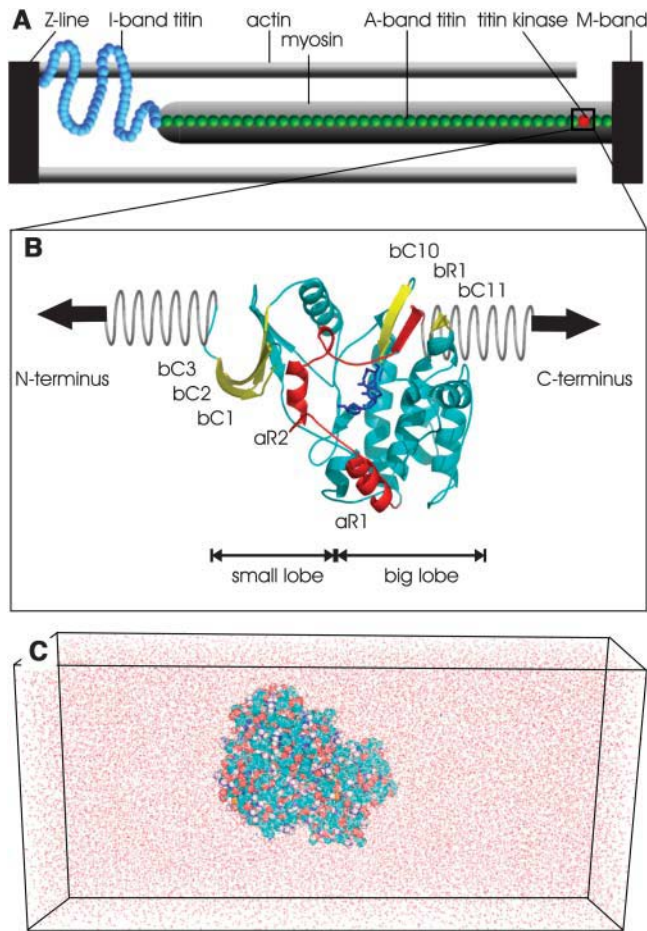 A
Z-line I-band titin actin A-band titin titin kinase M-band
myosin
B
bC10
bR1
bC11
N-terminus
C-terminus
bC3
bC2
bC1
aR2
aR1
small lobe big lobe
C